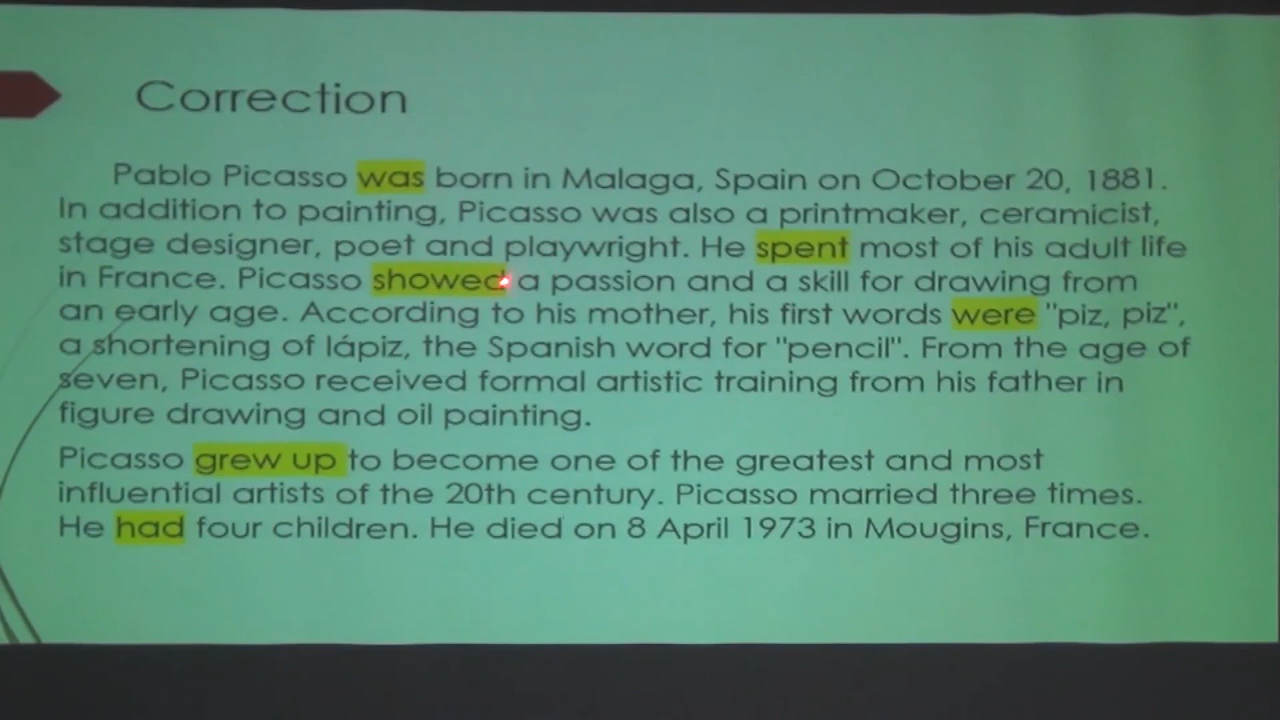 Correction
Pablo Picasso was born in Malaga, Spain on October 20, 1881.
In addition to painting, Picasso was also a printmaker, ceramicist,
stage designer, poet and playwright. He spent most of his adult life
in France. Picasso showed a passion and a skill for drawing from
an early age. According to his mother, his first words were "piz, piz",
a shortening of lápiz, the Spanish word for "pencil". From the age of
seven, Picasso received formal artistic training from his father in
figure drawing and oil painting.
Picasso grew up to become one of the greatest and most
influential artists of the 20th century. Picasso married three times.
He had four children. He died on 8 April 1973 in Mougins, France.